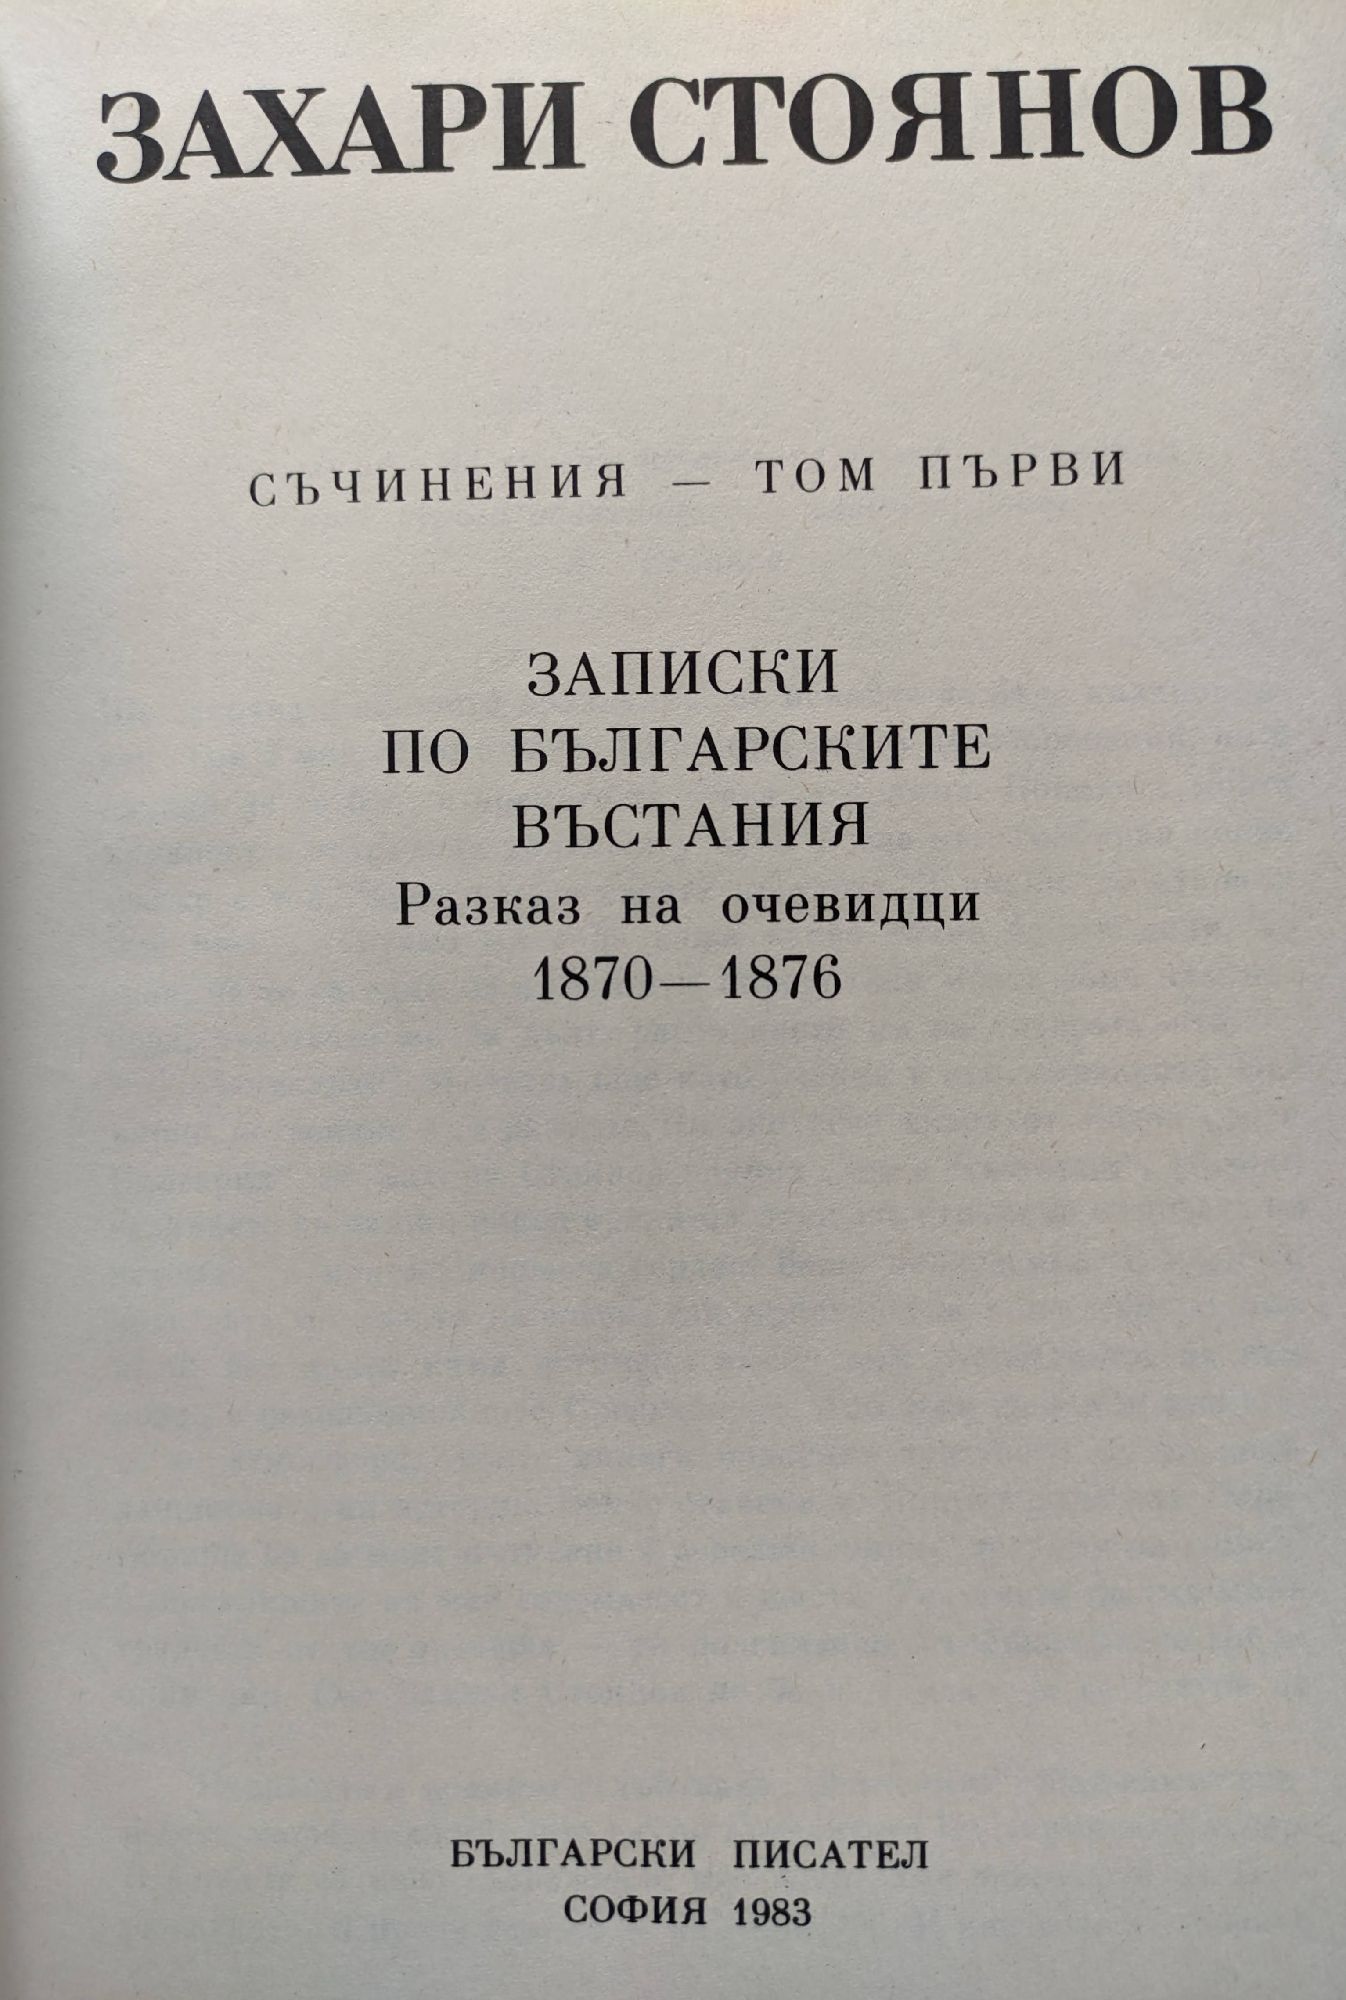 ЗАХАРИ СТОЯНОВ
СЪЧИНЕНИЯ — ТОМ ПЪРВИ
ЗАПИСКИ
ПО БЪЛГАРСКИТЕ
ВЪСТАНИЯ
Разказ на очевидци
1870—1876
БЪЛГАРСКИ ПИСАТЕЛ
СОФИЯ 1983